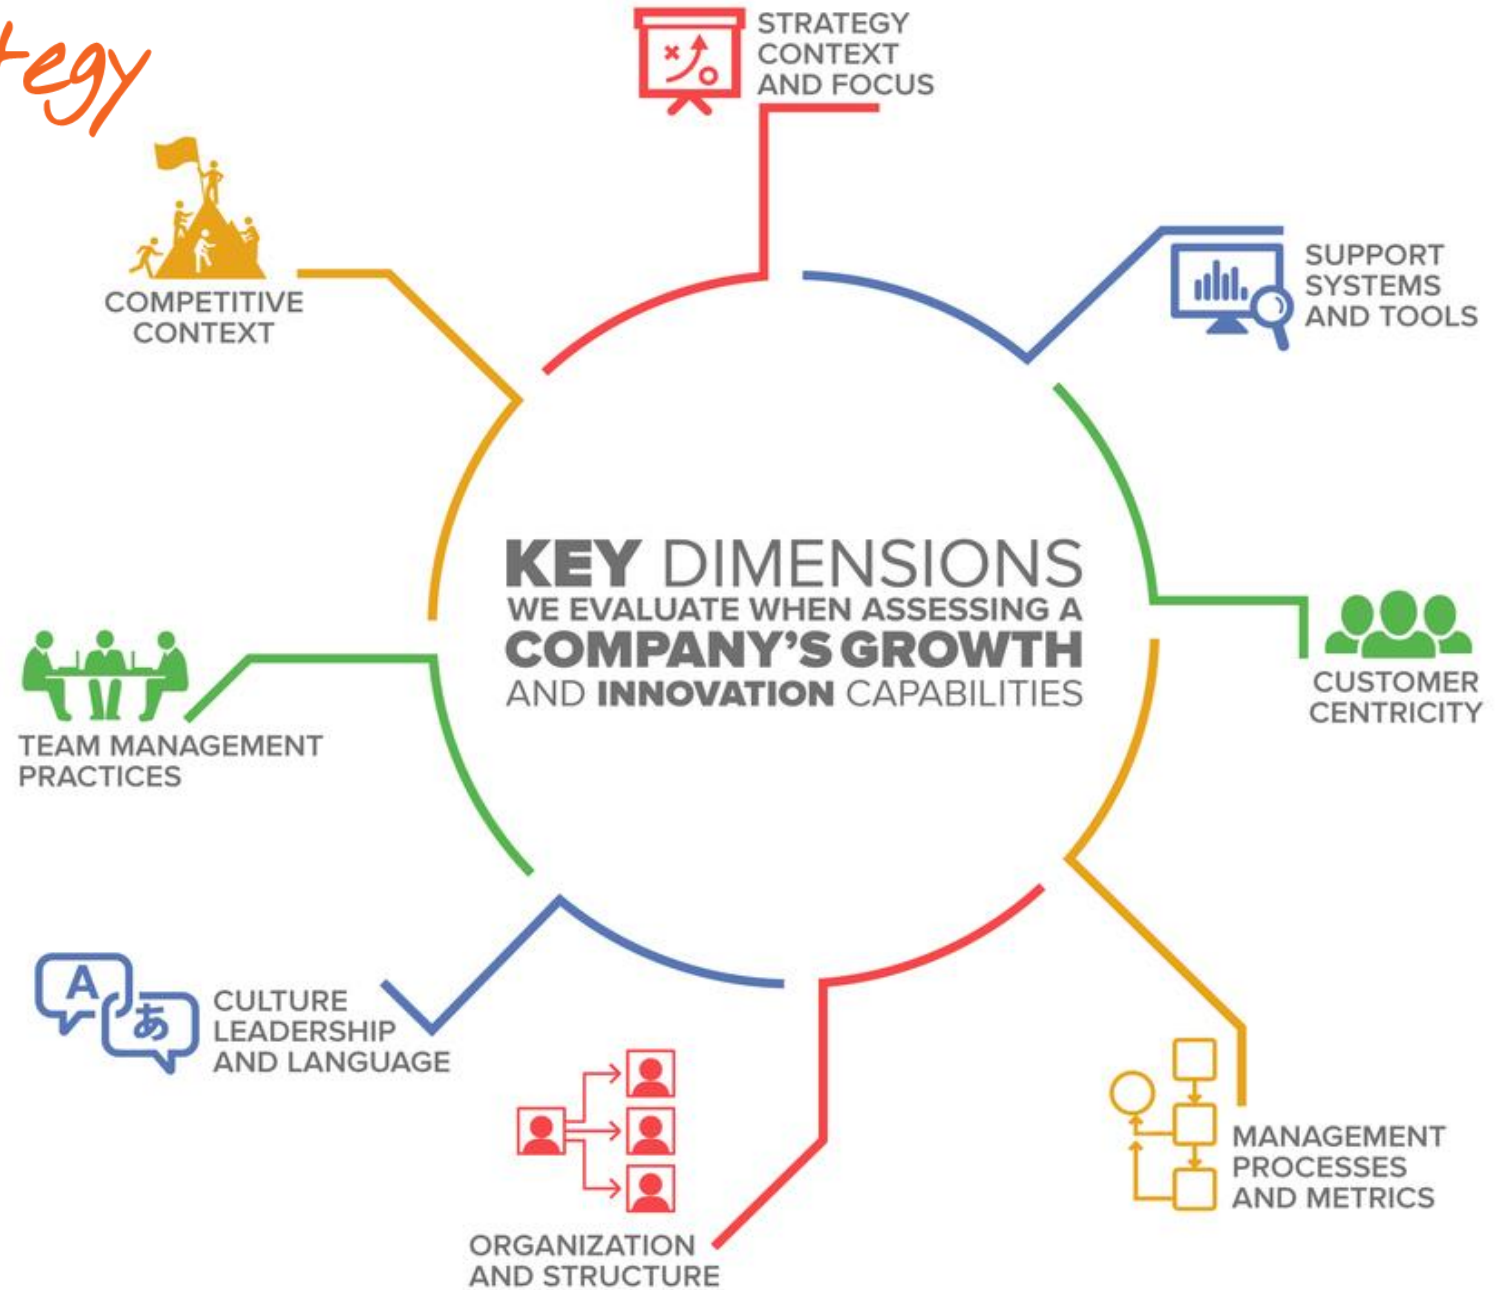 tegy
STRATEGY
CONTEXT
AND FOCUS
SUPPORT
SYSTEMS
AND TOOLS
CUSTOMER
CENTRICITY
MANAGEMENT
PROCESSES
AND METRICS
ORGANIZATION
AND STRUCTURE
A
あ
CULTURE
LEADERSHIP
AND LANGUAGE
TEAM MANAGEMENT
PRACTICES
COMPETITIVE
CONTEXT
KEY DIMENSIONS
WE EVALUATE WHEN ASSESSING A
COMPANY'S GROWTH
AND INNOVATION CAPABILITIES